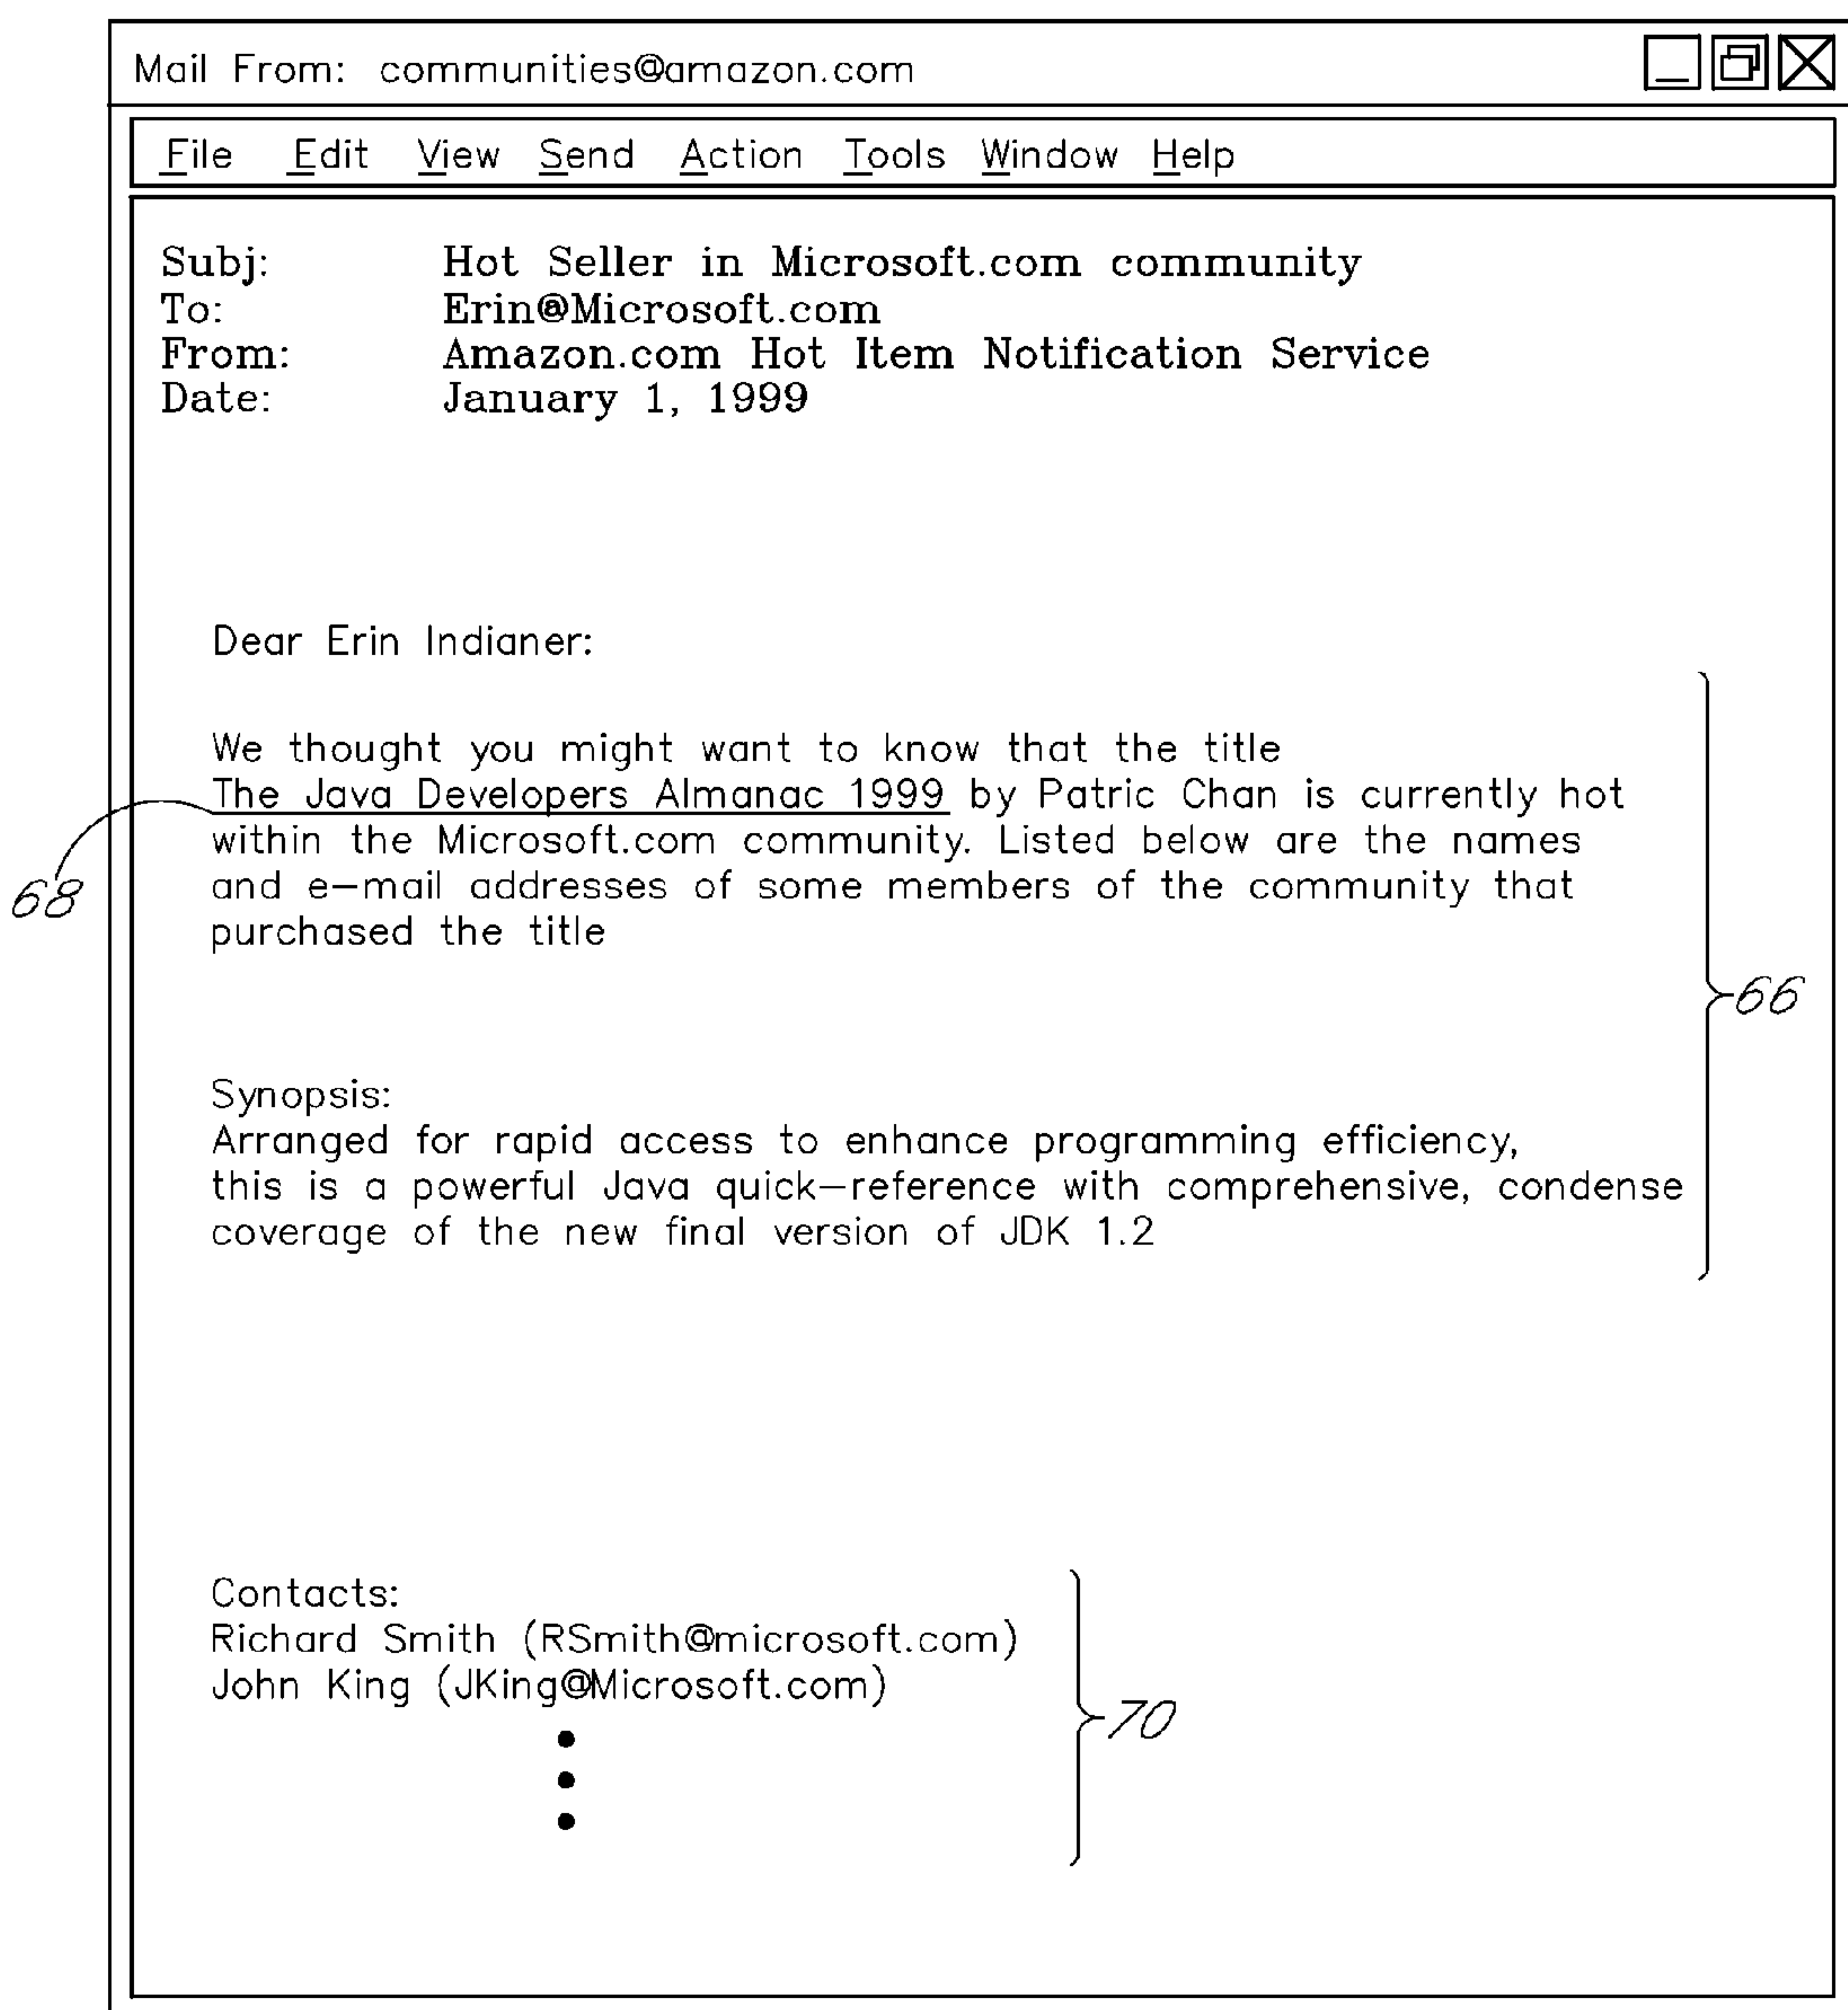 Mail From: communities@amazon.com
File Edit View Send Action Tools Window Help
Subj: Hot Seller in Microsoft.com community
To: Erin@Microsoft.com
From: Amazon.com Hot Item Notification Service
Date: January 1, 1999
Dear Erin Indianer:
We thought you might want to know that the title
The Java Developers Almanac 1999 by Patric Chan is currently hot
within the Microsoft.com community. Listed below are the names
and e-mail addresses of some members of the community that
purchased the title
68
66
Synopsis:
Arranged for rapid access to enhance programming efficiency,
this is a powerful Java quick-reference with comprehensive, condense
coverage of the new final version of JDK 1.2
Contacts:
Richard Smith (RSmith@microsoft.com)
John King (JKing@Microsoft.com)
70